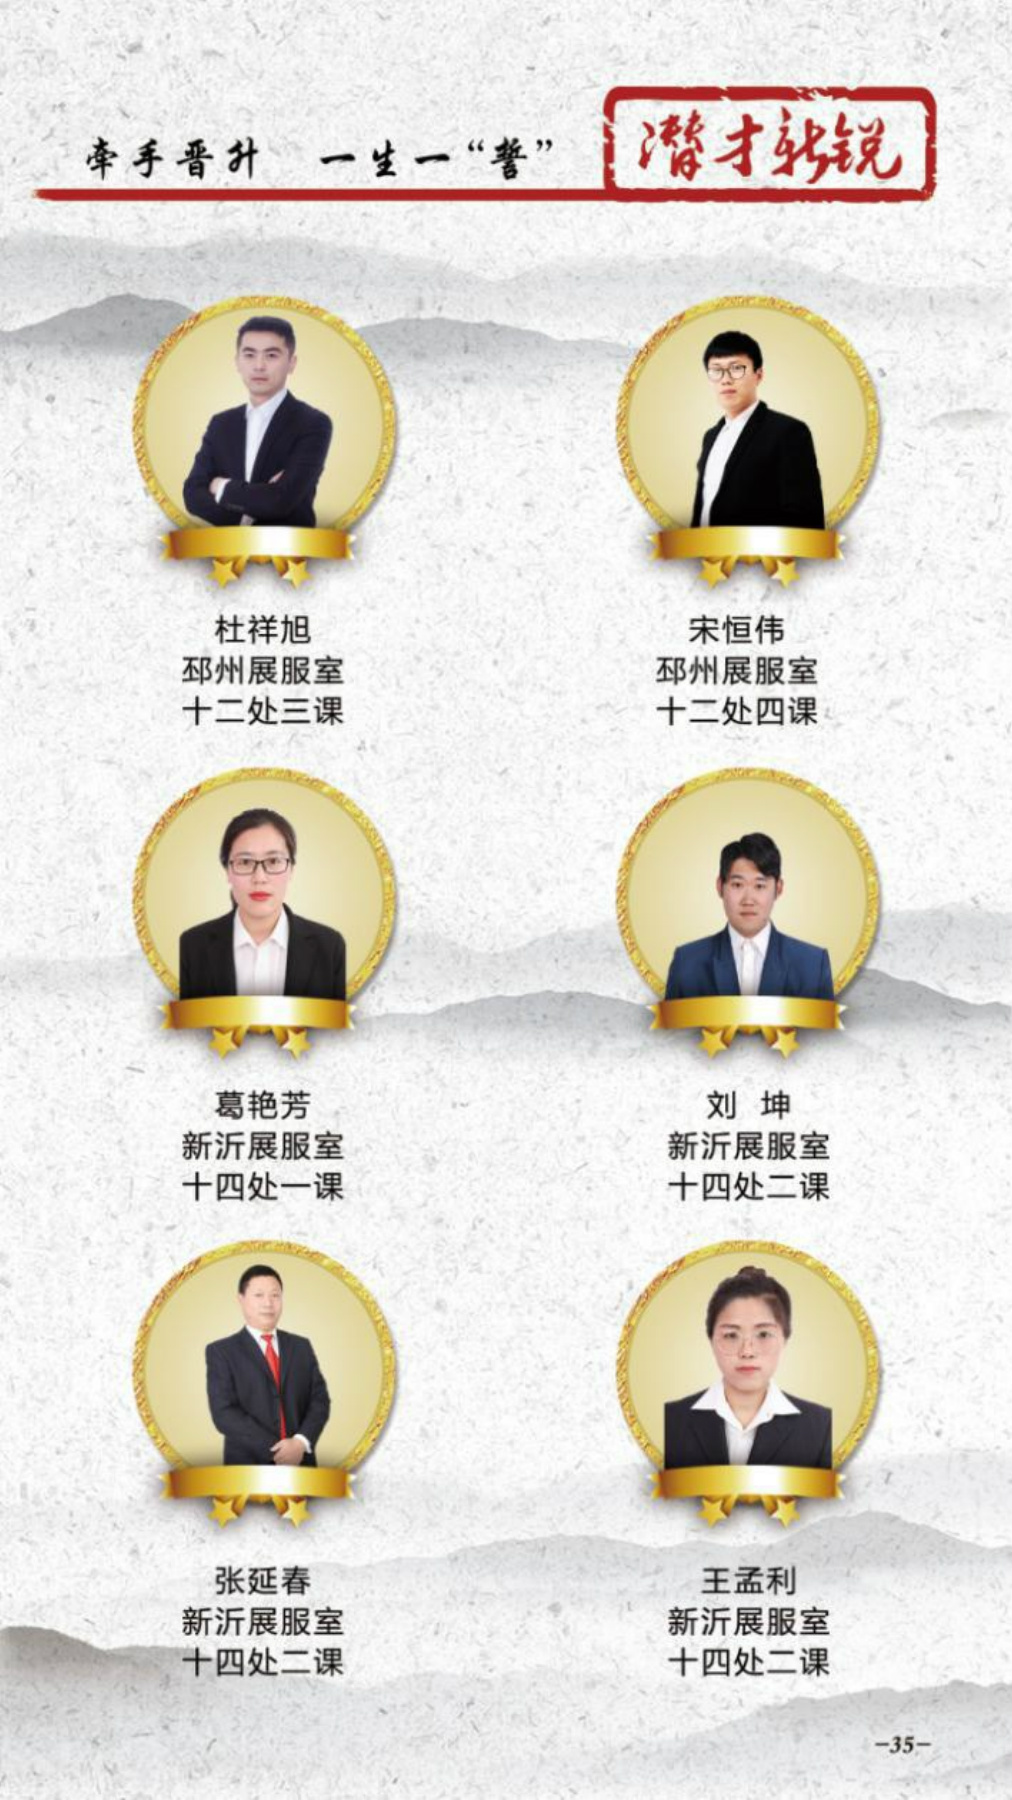 牵手晋升 一生一“誓”
潜才新锐
杜祥旭
邳州展服室
十二处三课
宋恒伟
邳州展服室
十二处四课
葛艳芳
新沂展服室
十四处一课
刘 坤
新沂展服室
十四处二课
张延春
新沂展服室
十四处二课
王孟利
新沂展服室
十四处二课
-35-